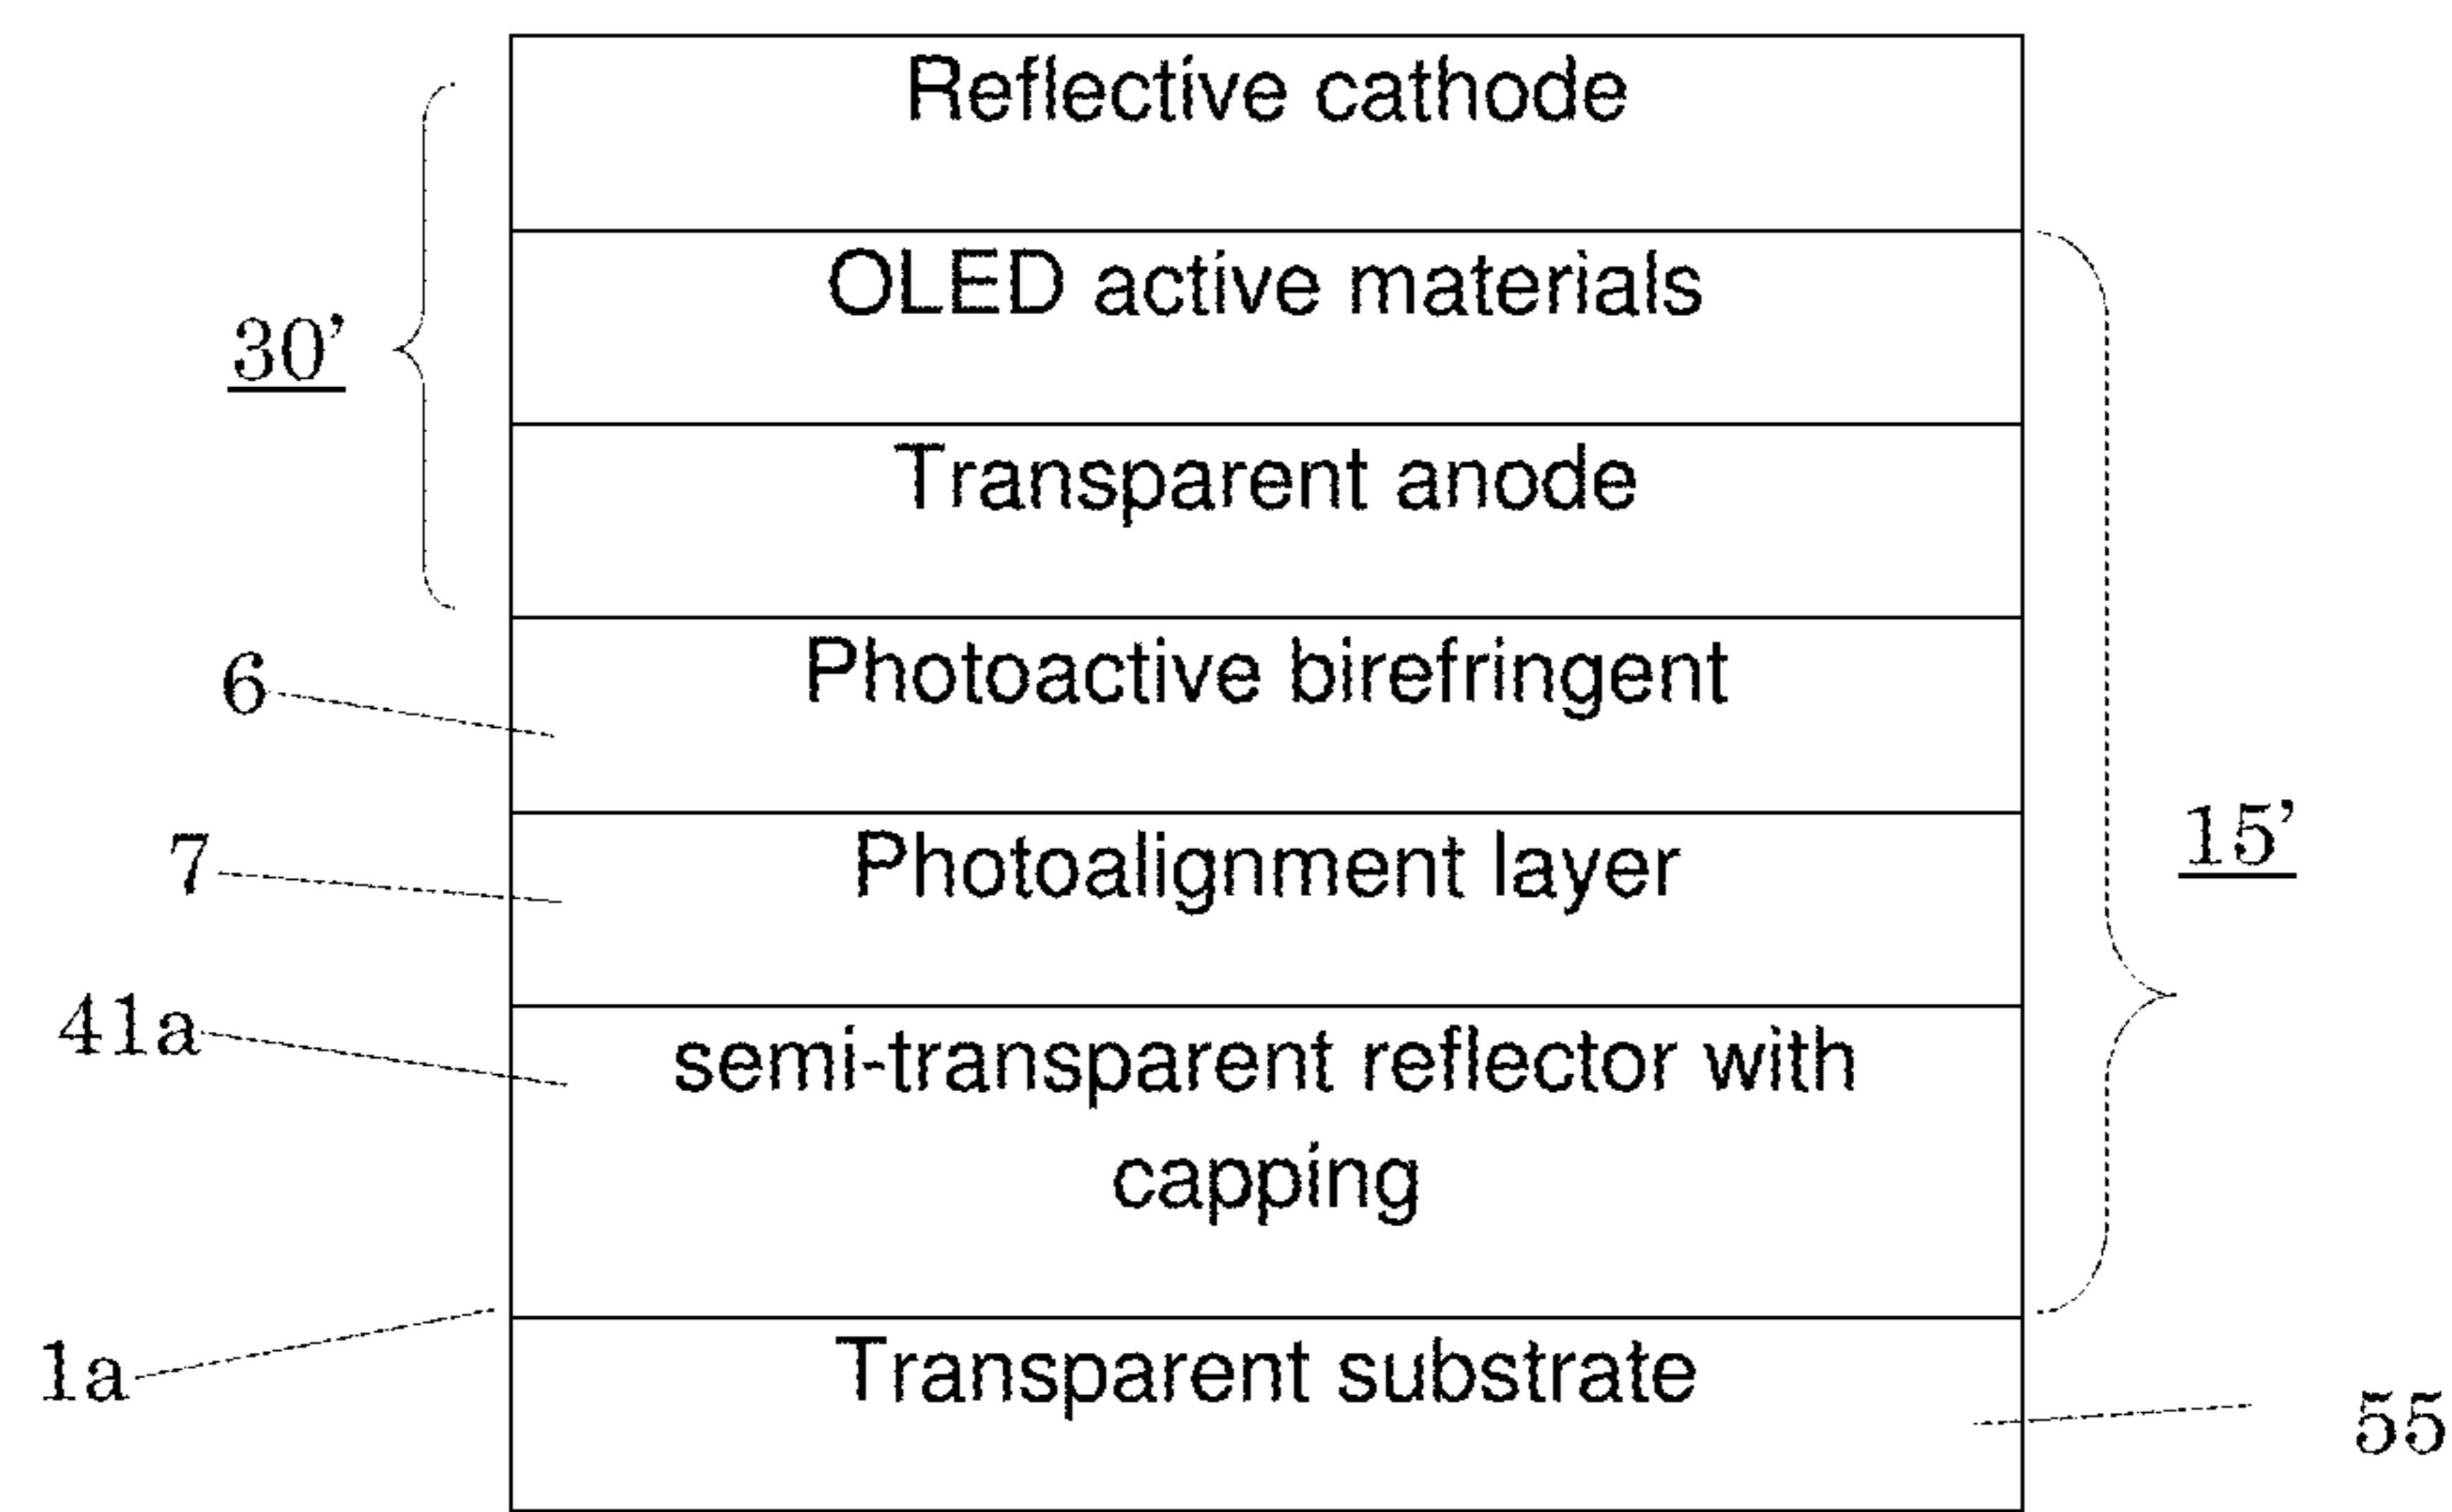 Reflective cathode
OLED active materials
30’
Transparent anode
Photoactive birefringent
6
Photoalignment layer
7
15’
semi-transparent reflector with
capping
41a
Transparent substrate
1a
55